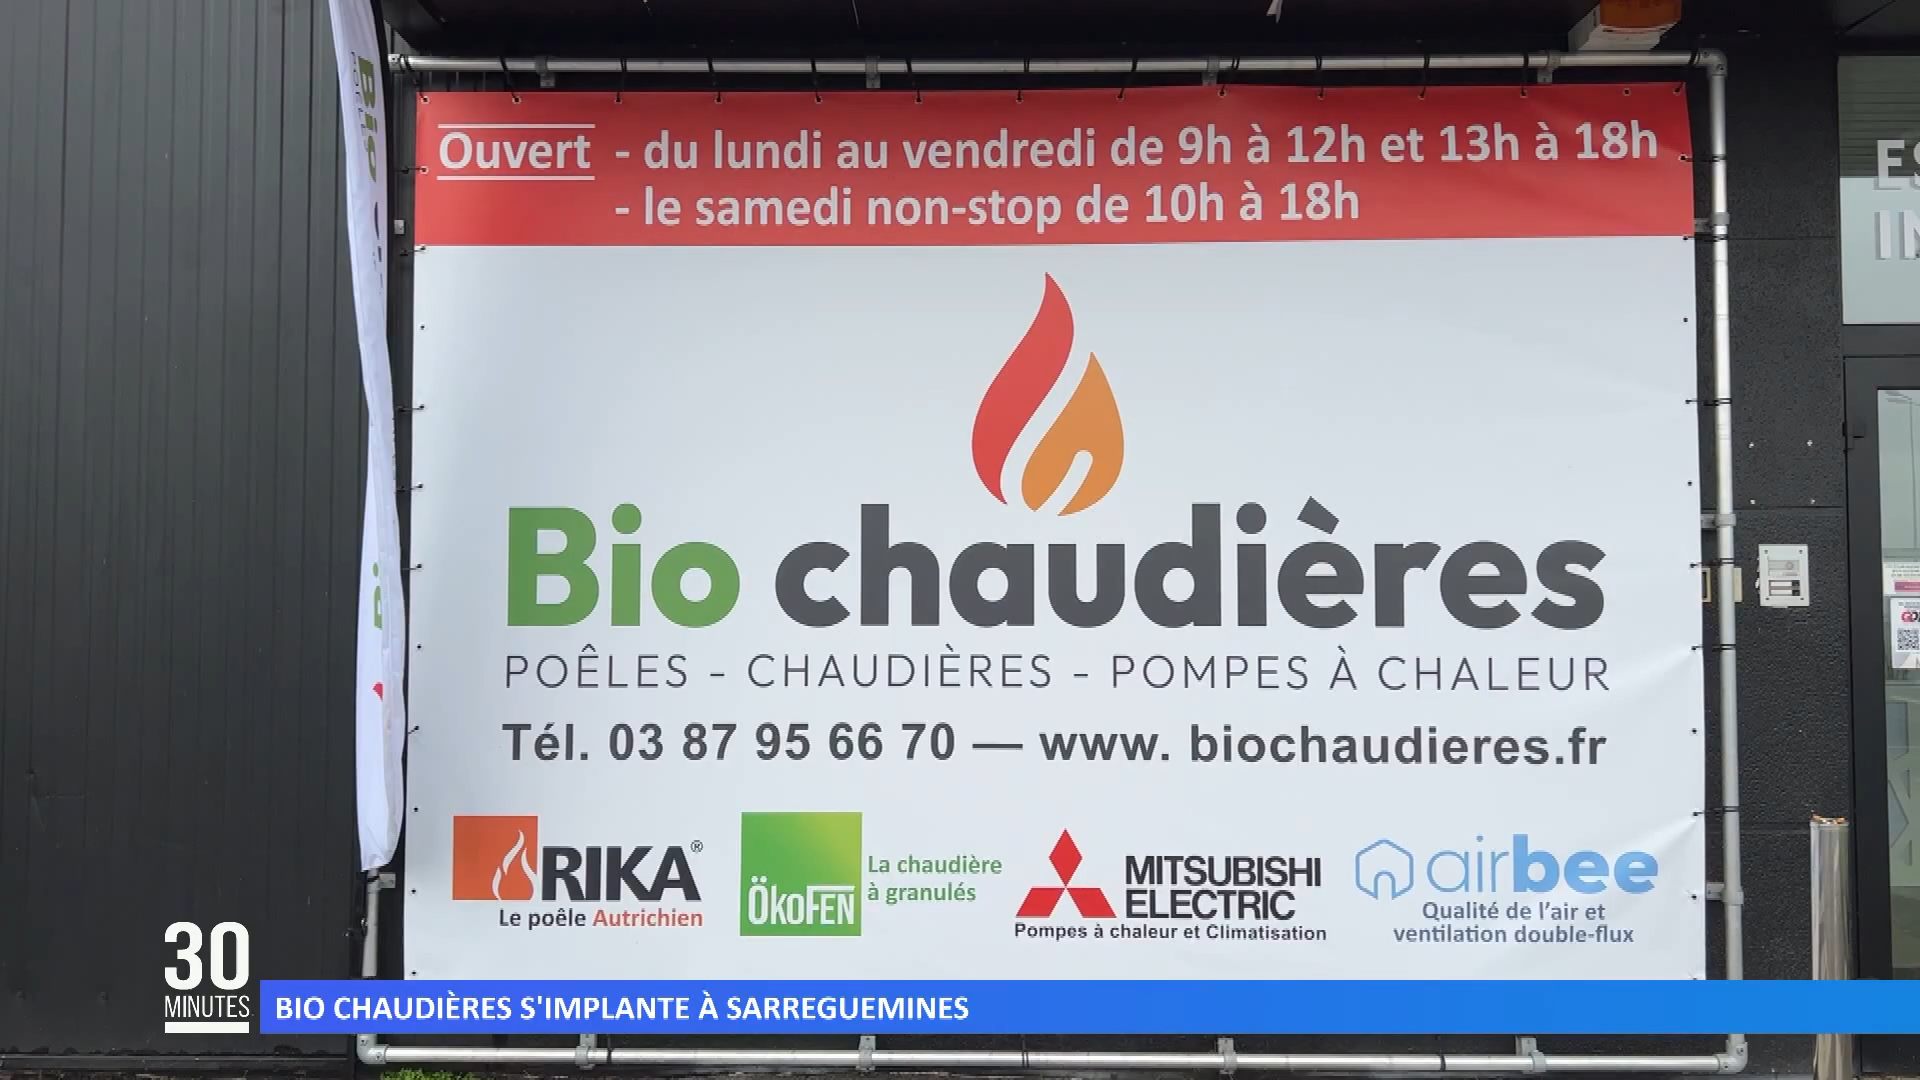 Ouvert - du lundi au vendredi de 9h à 12h et 13h à 18h
- le samedi non-stop de 10h à 18h
Bio chaudières
POÊLES - CHAUDIÈRES - POMPES À CHALEUR
Tél. 03 87 95 66 70 — www. biochaudieres.fr
RIKA®
Le poêle Autrichien
ÖKOFEN
La chaudière
à granulés
MITSUBISHI
ELECTRIC
Pompes à chaleur et Climatisation
airbee
Qualité de l'air et
ventilation double-flux
Bio
30
MINUTES
BIO CHAUDIÈRES S'IMPLANTE À SARREGUEMINES